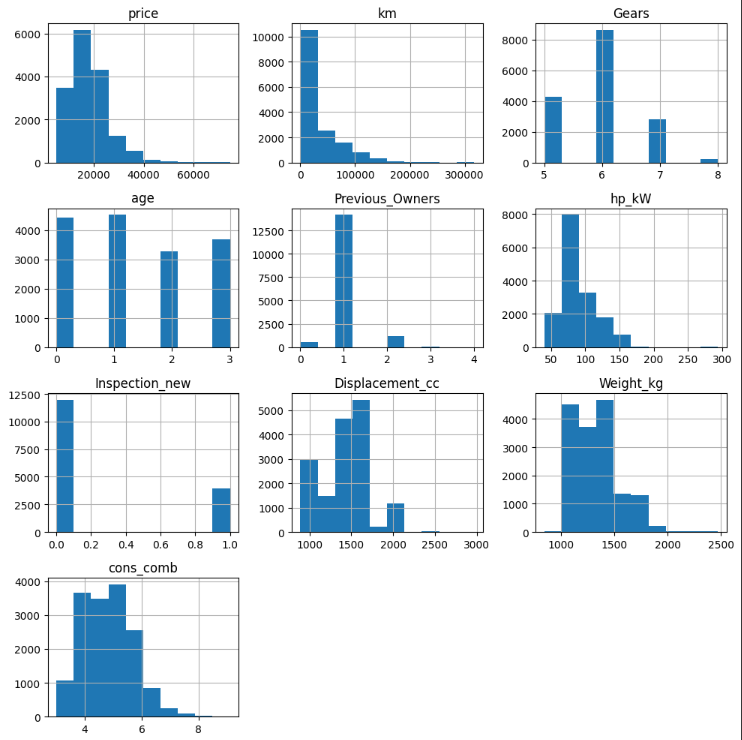 price
6000
4000
2000
0
20000 40000 60000
km
10000
8000
6000
4000
2000
0
0 100000 200000 300000
Gears
8000
6000
4000
2000
0
5 6 7 8
age
4000
3000
2000
1000
0
0 1 2 3
Previous_Owners
12500
10000
7500
5000
2500
0
0 1 2 3 4
hp_kW
8000
6000
4000
2000
0
50 100 150 200 250 300
Inspection_new
12500
10000
7500
5000
2500
0
0.0 0.2 0.4 0.6 0.8 1.0
Displacement_cc
5000
4000
3000
2000
1000
0
1000 1500 2000 2500 3000
Weight_kg
4000
3000
2000
1000
0
1000 1500 2000 2500
cons_comb
4000
3000
2000
1000
0
4 6 8